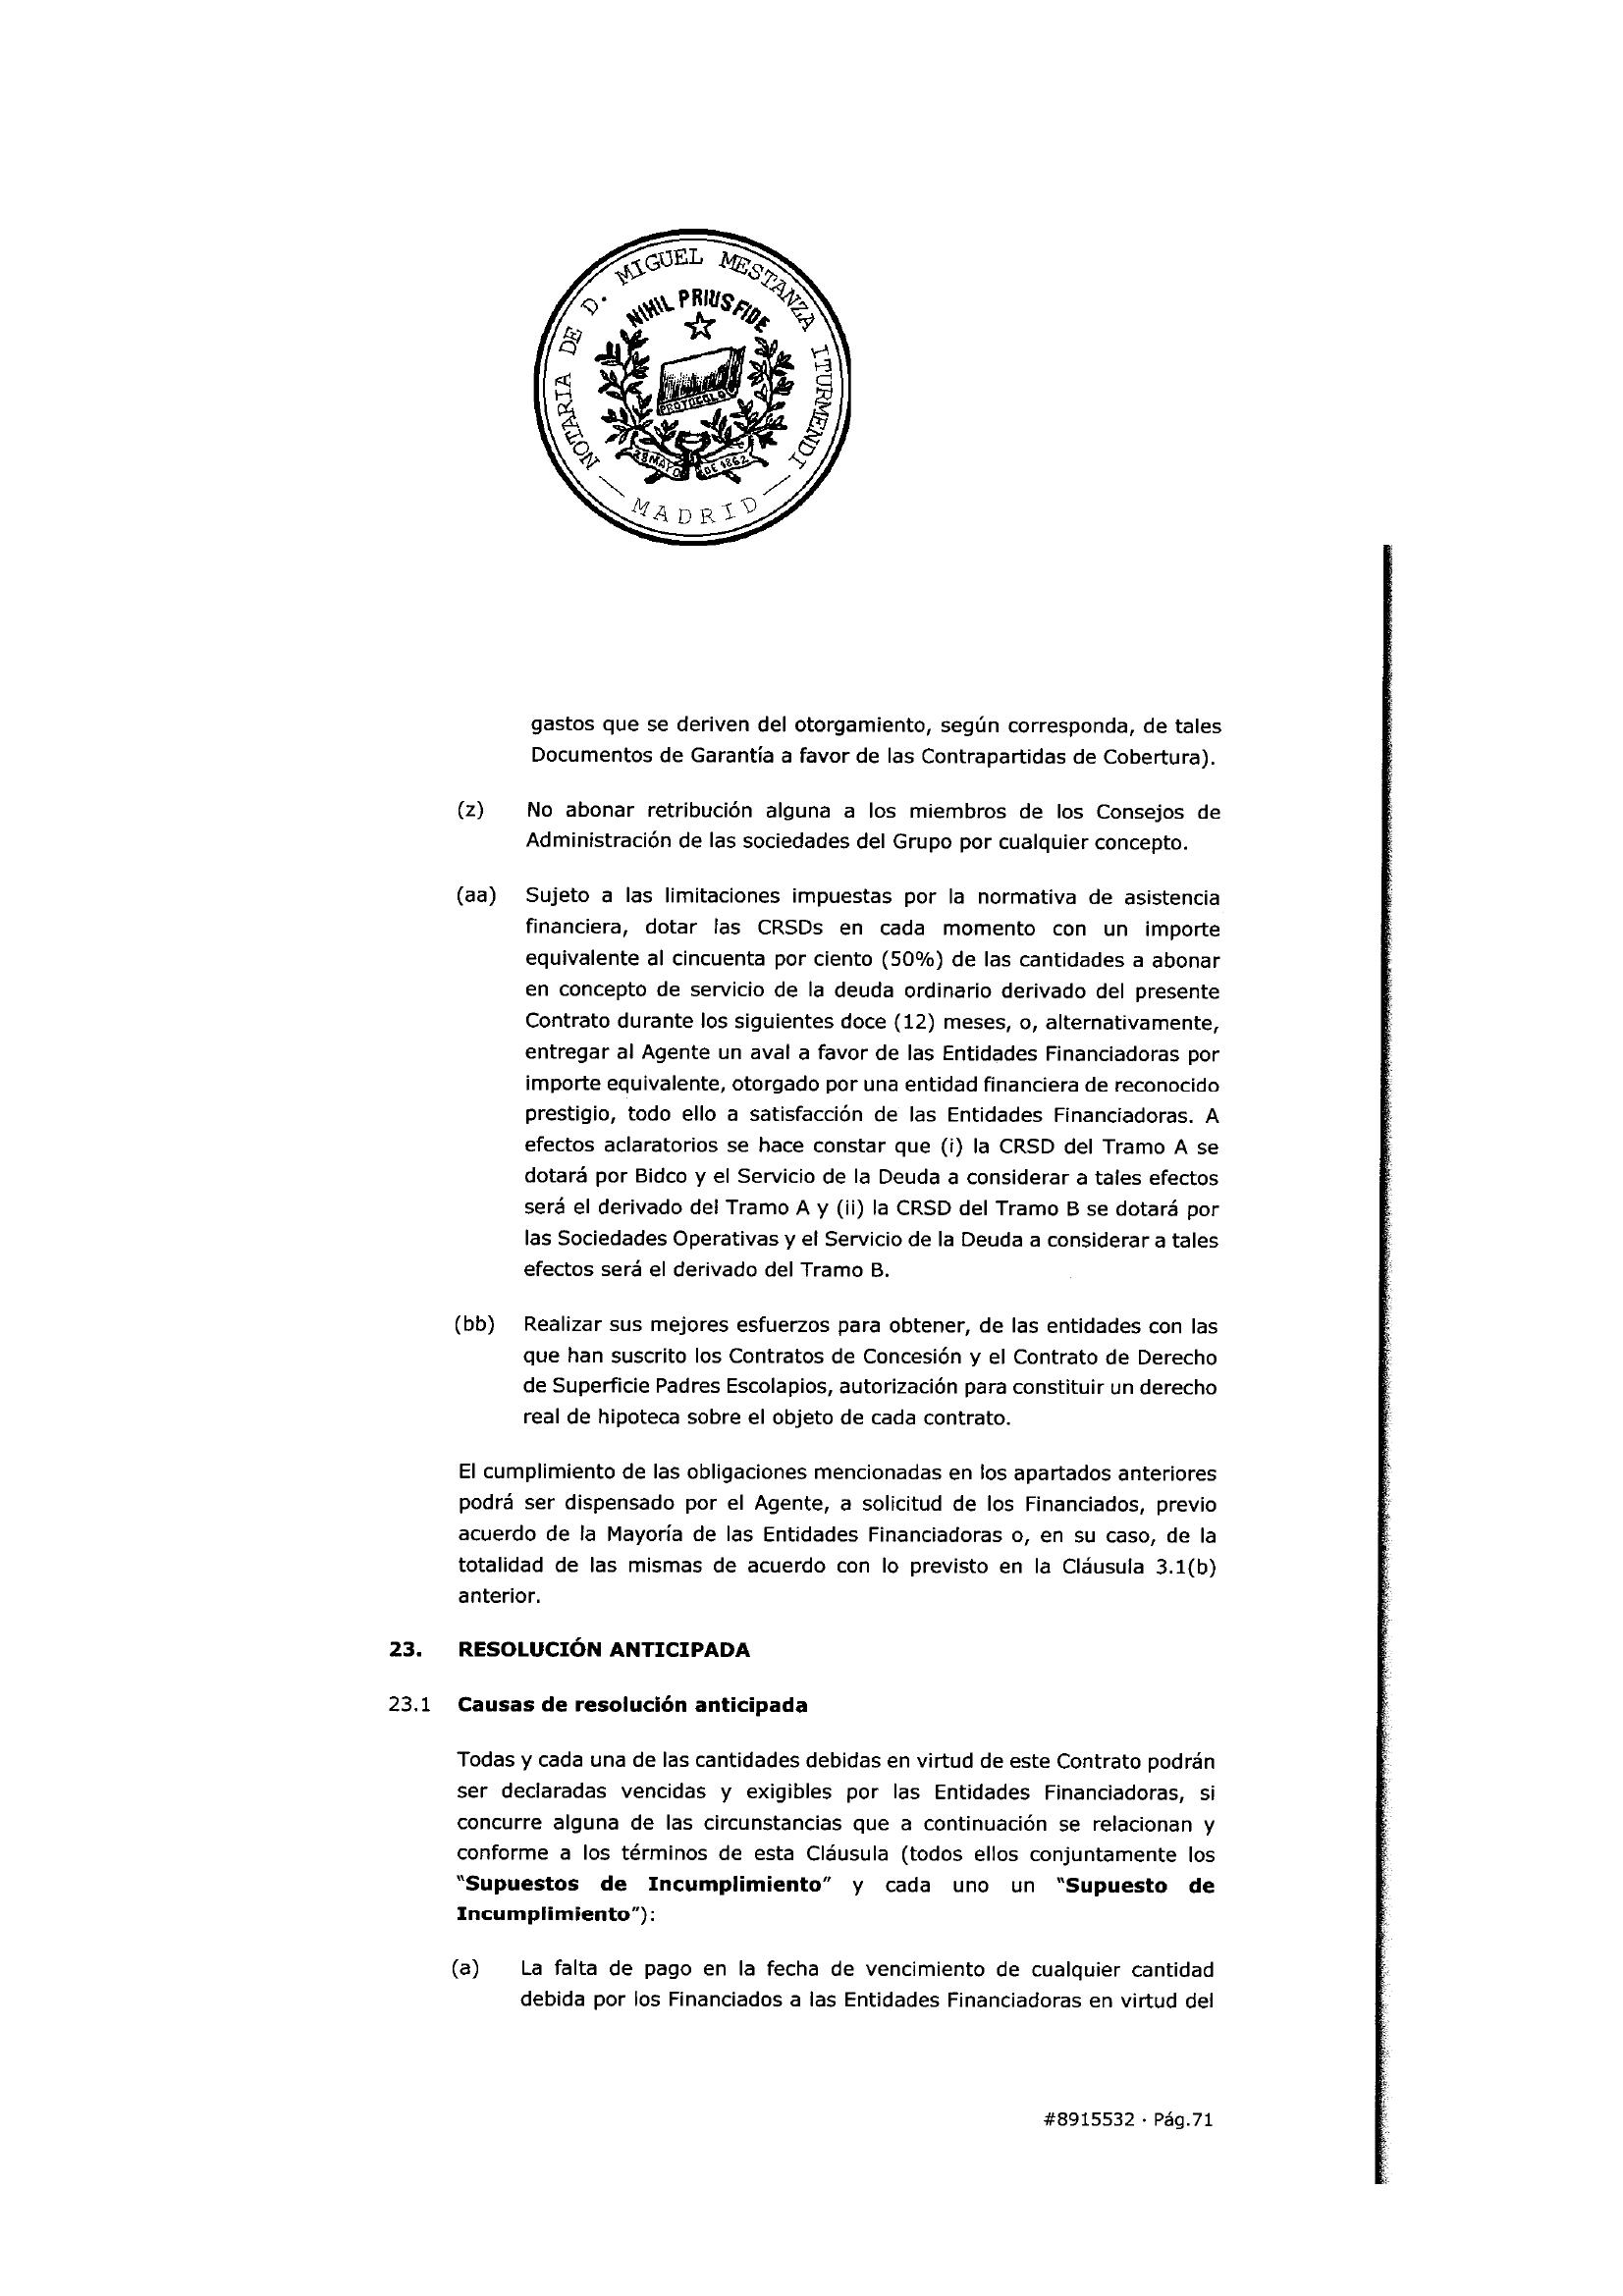 NOTARIA DE D. MIGUEL MESTANZA ITURMENDI
NIHIL PRIUS FIDE
PROTOCOLO
28 MAYO DE 1862
— MADRID —
gastos que se deriven del otorgamiento, según corresponda, de tales
Documentos de Garantía a favor de las Contrapartidas de Cobertura).
(z) No abonar retribución alguna a los miembros de los Consejos de
Administración de las sociedades del Grupo por cualquier concepto.
(aa) Sujeto a las limitaciones impuestas por la normativa de asistencia
financiera, dotar las CRSDs en cada momento con un importe
equivalente al cincuenta por ciento (50%) de las cantidades a abonar
en concepto de servicio de la deuda ordinario derivado del presente
Contrato durante los siguientes doce (12) meses, o, alternativamente,
entregar al Agente un aval a favor de las Entidades Financiadoras por
importe equivalente, otorgado por una entidad financiera de reconocido
prestigio, todo ello a satisfacción de las Entidades Financiadoras. A
efectos aclaratorios se hace constar que (i) la CRSD del Tramo A se
dotará por Bidco y el Servicio de la Deuda a considerar a tales efectos
será el derivado del Tramo A y (ii) la CRSD del Tramo B se dotará por
las Sociedades Operativas y el Servicio de la Deuda a considerar a tales
efectos será el derivado del Tramo B.
(bb) Realizar sus mejores esfuerzos para obtener, de las entidades con las
que han suscrito los Contratos de Concesión y el Contrato de Derecho
de Superficie Padres Escolapios, autorización para constituir un derecho
real de hipoteca sobre el objeto de cada contrato.
El cumplimiento de las obligaciones mencionadas en los apartados anteriores
podrá ser dispensado por el Agente, a solicitud de los Financiados, previo
acuerdo de la Mayoría de las Entidades Financiadoras o, en su caso, de la
totalidad de las mismas de acuerdo con lo previsto en la Cláusula 3.1(b)
anterior.
23. RESOLUCIÓN ANTICIPADA
23.1 Causas de resolución anticipada
Todas y cada una de las cantidades debidas en virtud de este Contrato podrán
ser declaradas vencidas y exigibles por las Entidades Financiadoras, si
concurre alguna de las circunstancias que a continuación se relacionan y
conforme a los términos de esta Cláusula (todos ellos conjuntamente los
"Supuestos de Incumplimiento" y cada uno un "Supuesto de
Incumplimiento"):
(a) La falta de pago en la fecha de vencimiento de cualquier cantidad
debida por los Financiados a las Entidades Financiadoras en virtud del
#8915532 · Pág.71